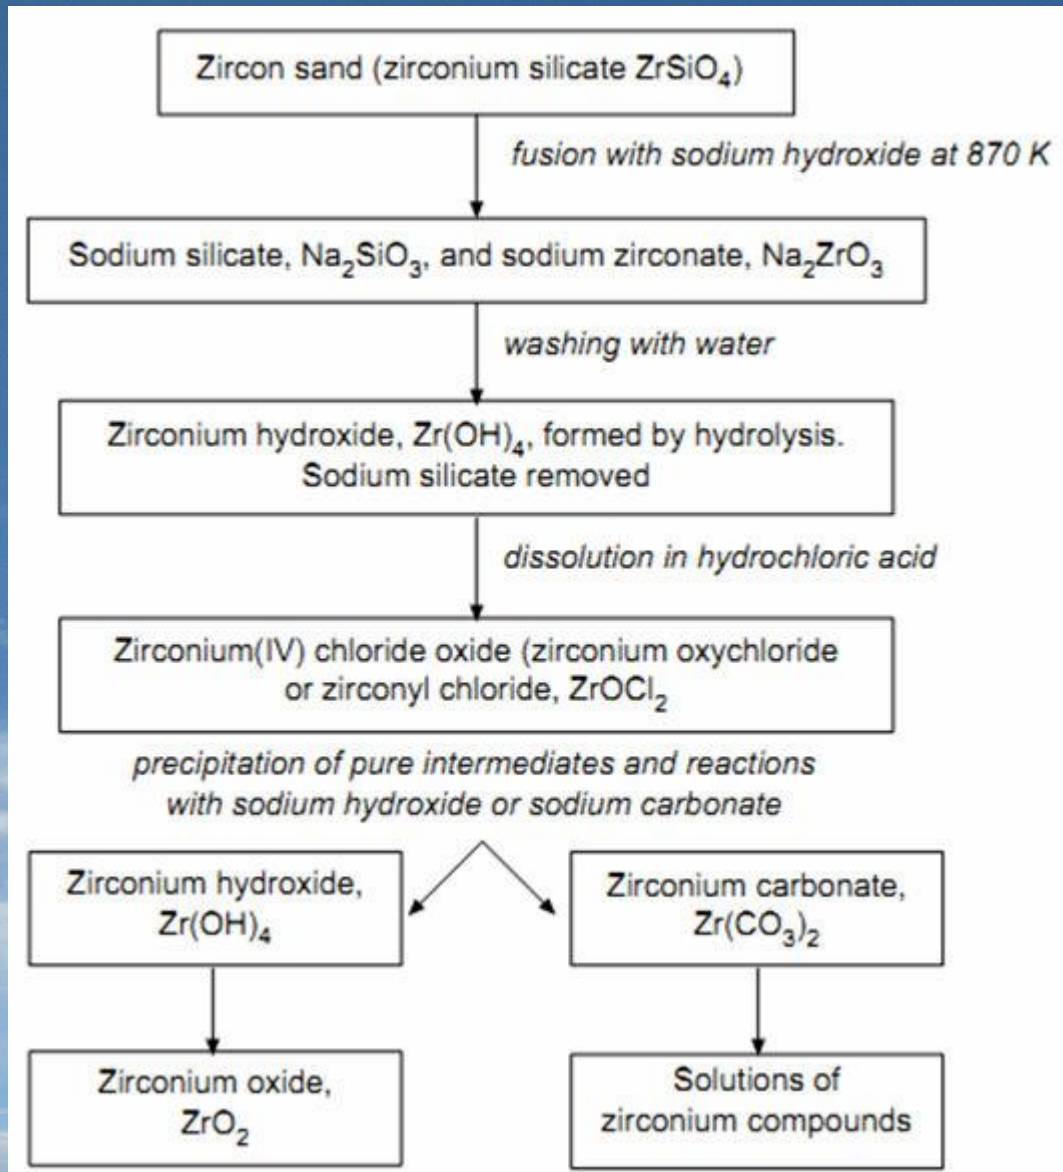 Zircon sand (zirconium silicate ZrSiO₄)
fusion with sodium hydroxide at 870 K
Sodium silicate, Na₂SiO₃, and sodium zirconate, Na₂ZrO₃
washing with water
Zirconium hydroxide, Zr(OH)₄, formed by hydrolysis.
Sodium silicate removed
dissolution in hydrochloric acid
Zirconium(IV) chloride oxide (zirconium oxychloride
or zirconyl chloride, ZrOCl₂
precipitation of pure intermediates and reactions
with sodium hydroxide or sodium carbonate
Zirconium hydroxide,
Zr(OH)₄
Zirconium carbonate,
Zr(CO₃)₂
Zirconium oxide,
ZrO₂
Solutions of
zirconium compounds